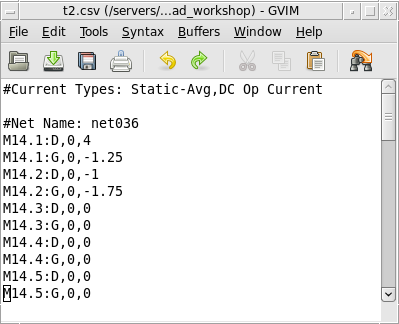 t2.csv (/servers/...ad_workshop) - GVIM
File Edit Tools Syntax Buffers Window Help
#Current Types: Static-Avg,DC Op Current
#Net Name: net036
M14.1:D,0,4
M14.1:G,0,-1.25
M14.2:D,0,-1
M14.2:G,0,-1.75
M14.3:D,0,0
M14.3:G,0,0
M14.4:D,0,0
M14.4:G,0,0
M14.5:D,0,0
M14.5:G,0,0